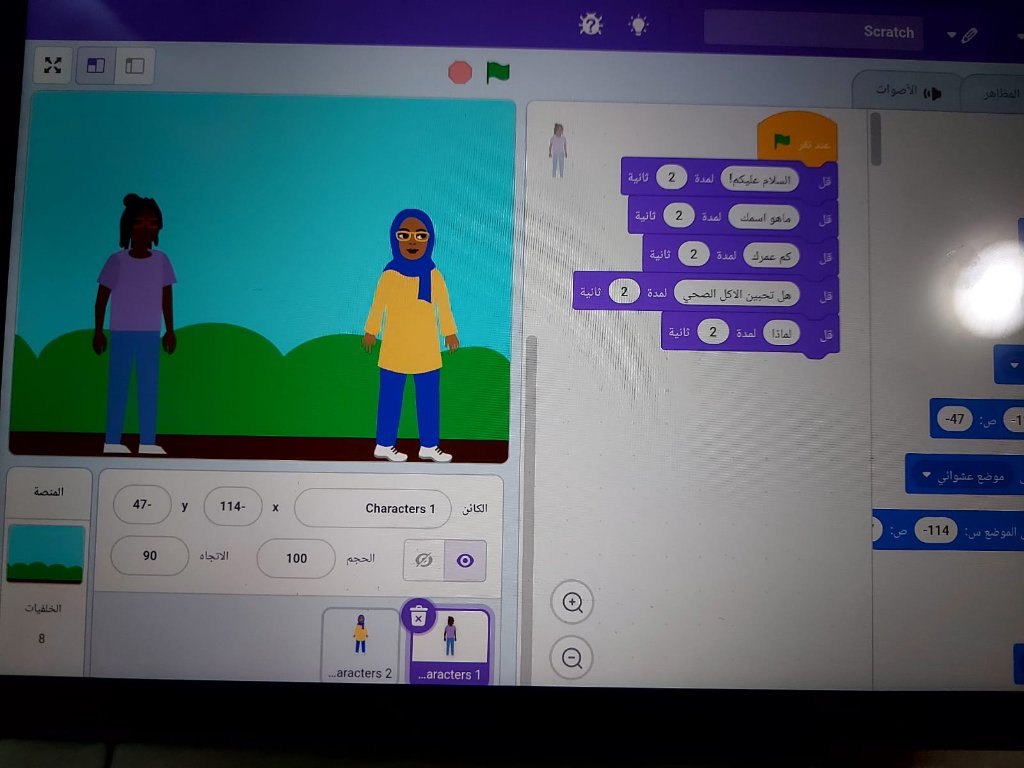 Scratch
المظاهر
الأصوات
عند نقر
قل السلام عليكم! لمدة 2 ثانية
قل ماهو اسمك لمدة 2 ثانية
قل كم عمرك لمدة 2 ثانية
قل هل تحبين الاكل الصحي لمدة 2 ثانية
قل لماذا لمدة 2 ثانية
ص: -47
موضع عشوائي
الموضع س: -114 ص:
الكائن Characters 1 x -114 y -47
الحجم 100 الاتجاه 90
...aracters 1
...aracters 2
المنصة
الخلفيات
8